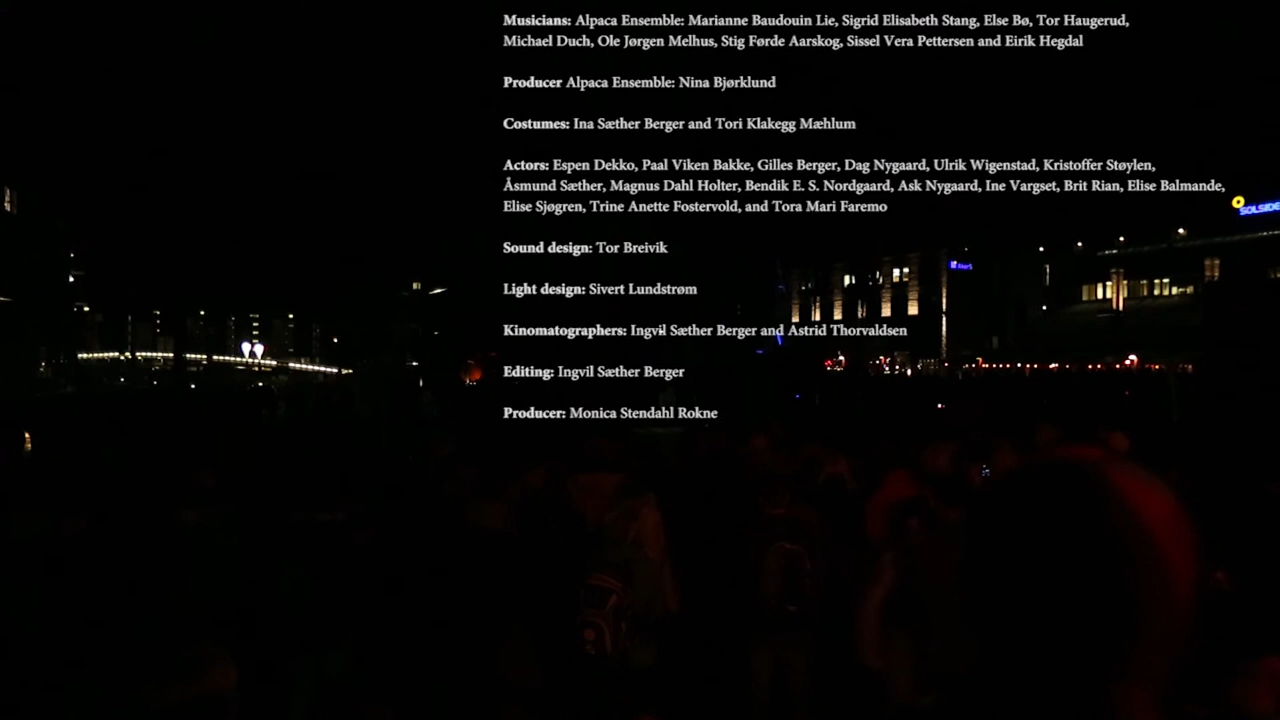 Musicians: Alpaca Ensemble: Marianne Baudouin Lie, Sigrid Elisabeth Stang, Else Bø, Tor Haugerud,
Michael Duch, Ole Jørgen Melhus, Stig Førde Aarskog, Sissel Vera Pettersen and Eirik Hegdal
Producer Alpaca Ensemble: Nina Bjørklund
Costumes: Ina Sæther Berger and Tori Klakegg Mæhlum
Actors: Espen Dekko, Paal Viken Bakke, Gilles Berger, Dag Nygaard, Ulrik Wigenstad, Kristoffer Støylen,
Åsmund Sæther, Magnus Dahl Holter, Bendik E. S. Nordgaard, Ask Nygaard, Ine Vargset, Brit Rian, Elise Balmande,
Elise Sjøgren, Trine Anette Fostervold, and Tora Mari Faremo
SOLSIDE
Sound design: Tor Breivik
Light design: Sivert Lundstrøm
Kinomatographers: Ingvil Sæther Berger and Astrid Thorvaldsen
Editing: Ingvil Sæther Berger
Producer: Monica Stendahl Rokne